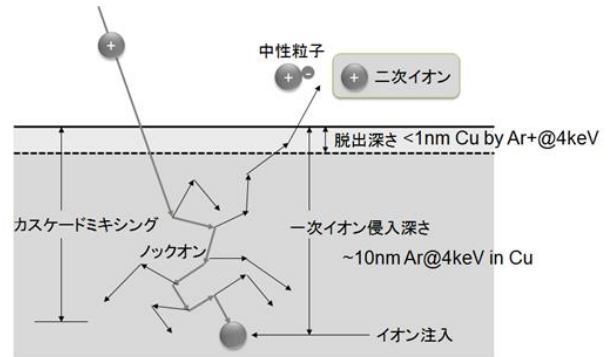 中性粒子
二次イオン
脱出深さ <1nm Cu by Ar+@4keV
カスケードミキシング
ノックオン
一次イオン侵入深さ
~10nm Ar@4keV in Cu
イオン注入